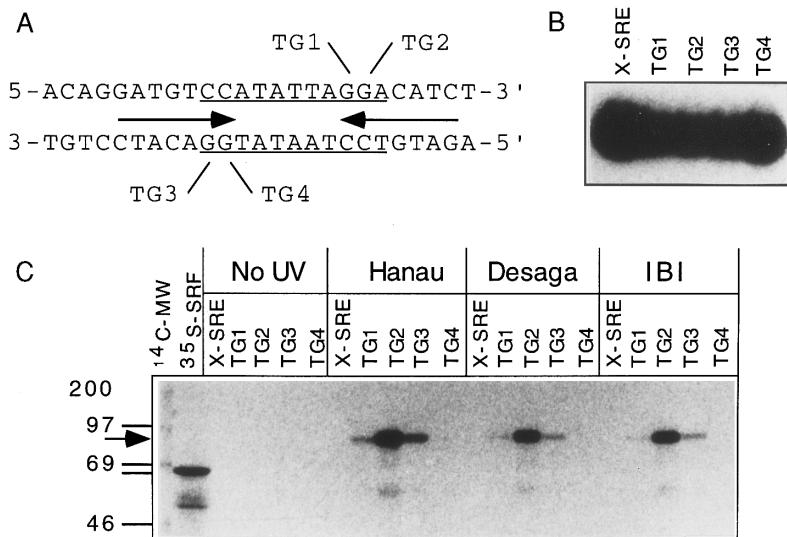 A
TG1 TG2
5-ACAGGATGTCCATATTAGGACATCT-3'
3-TGTCCTACAGGTATAATCCTGTAGA-5'
TG3 TG4
B
X-SRE TG1 TG2 TG3 TG4
C
No UV Hanau Desaga IBI
14C-MW 35S-SRF X-SRE TG1 TG2 TG3 TG4 X-SRE TG1 TG2 TG3 TG4 X-SRE TG1 TG2 TG3 TG4 X-SRE TG1 TG2 TG3 TG4
200
97
69
46